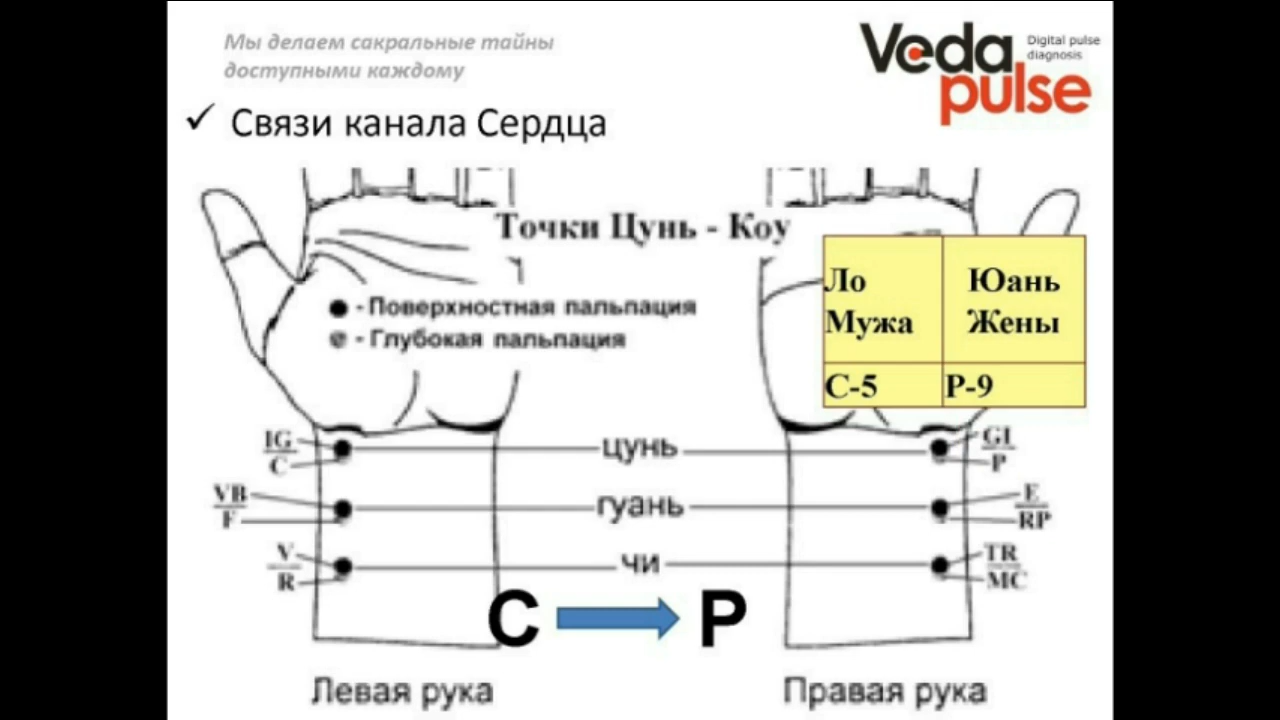 Мы делаем сакральные тайны
доступными каждому
Veda
pulse
Digital pulse
diagnosis
✓ Связи канала Сердца
Точки Цунь - Коу
- Поверхностная пальпация
- Глубокая пальпация
Ло
Мужа
Юань
Жены
С-5
Р-9
IG
C
цунь
GI
P
VB
F
гуань
E
RP
V
R
чи
TR
MC
С
Р
Левая рука
Правая рука